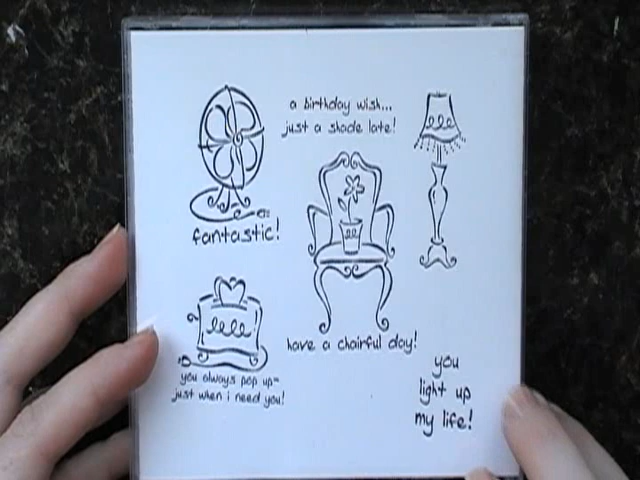 a birthday wish...
just a shade late!
fantastic!
have a chairful day!
you always pop up
just when i need you!
you
light up
my life!